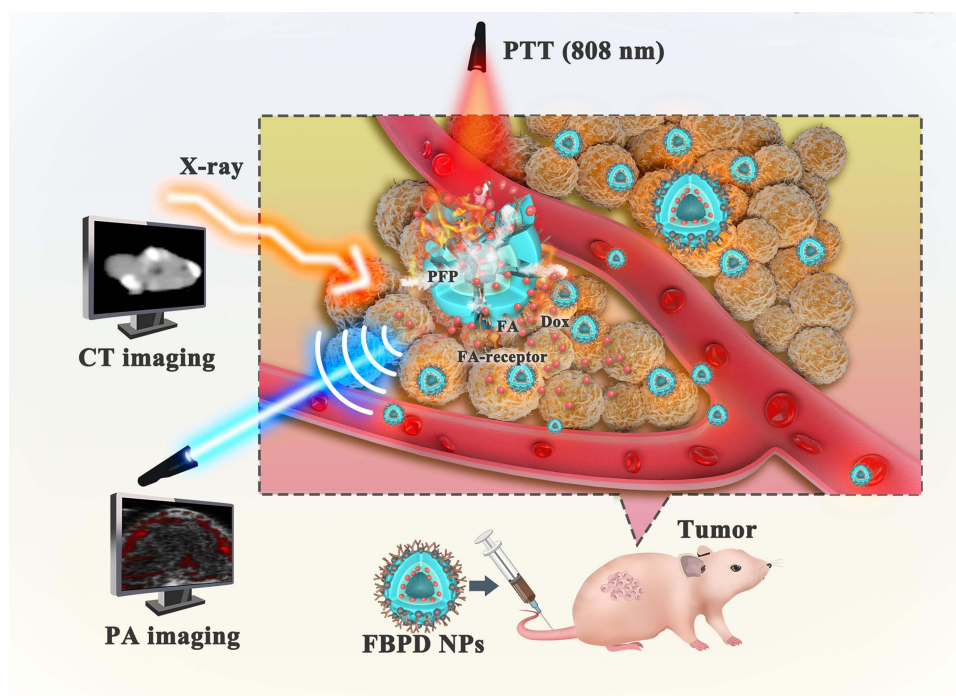 PTT (808 nm)
X-ray
CT imaging
PFP
FA
Dox
FA-receptor
PA imaging
Tumor
FBPD NPs